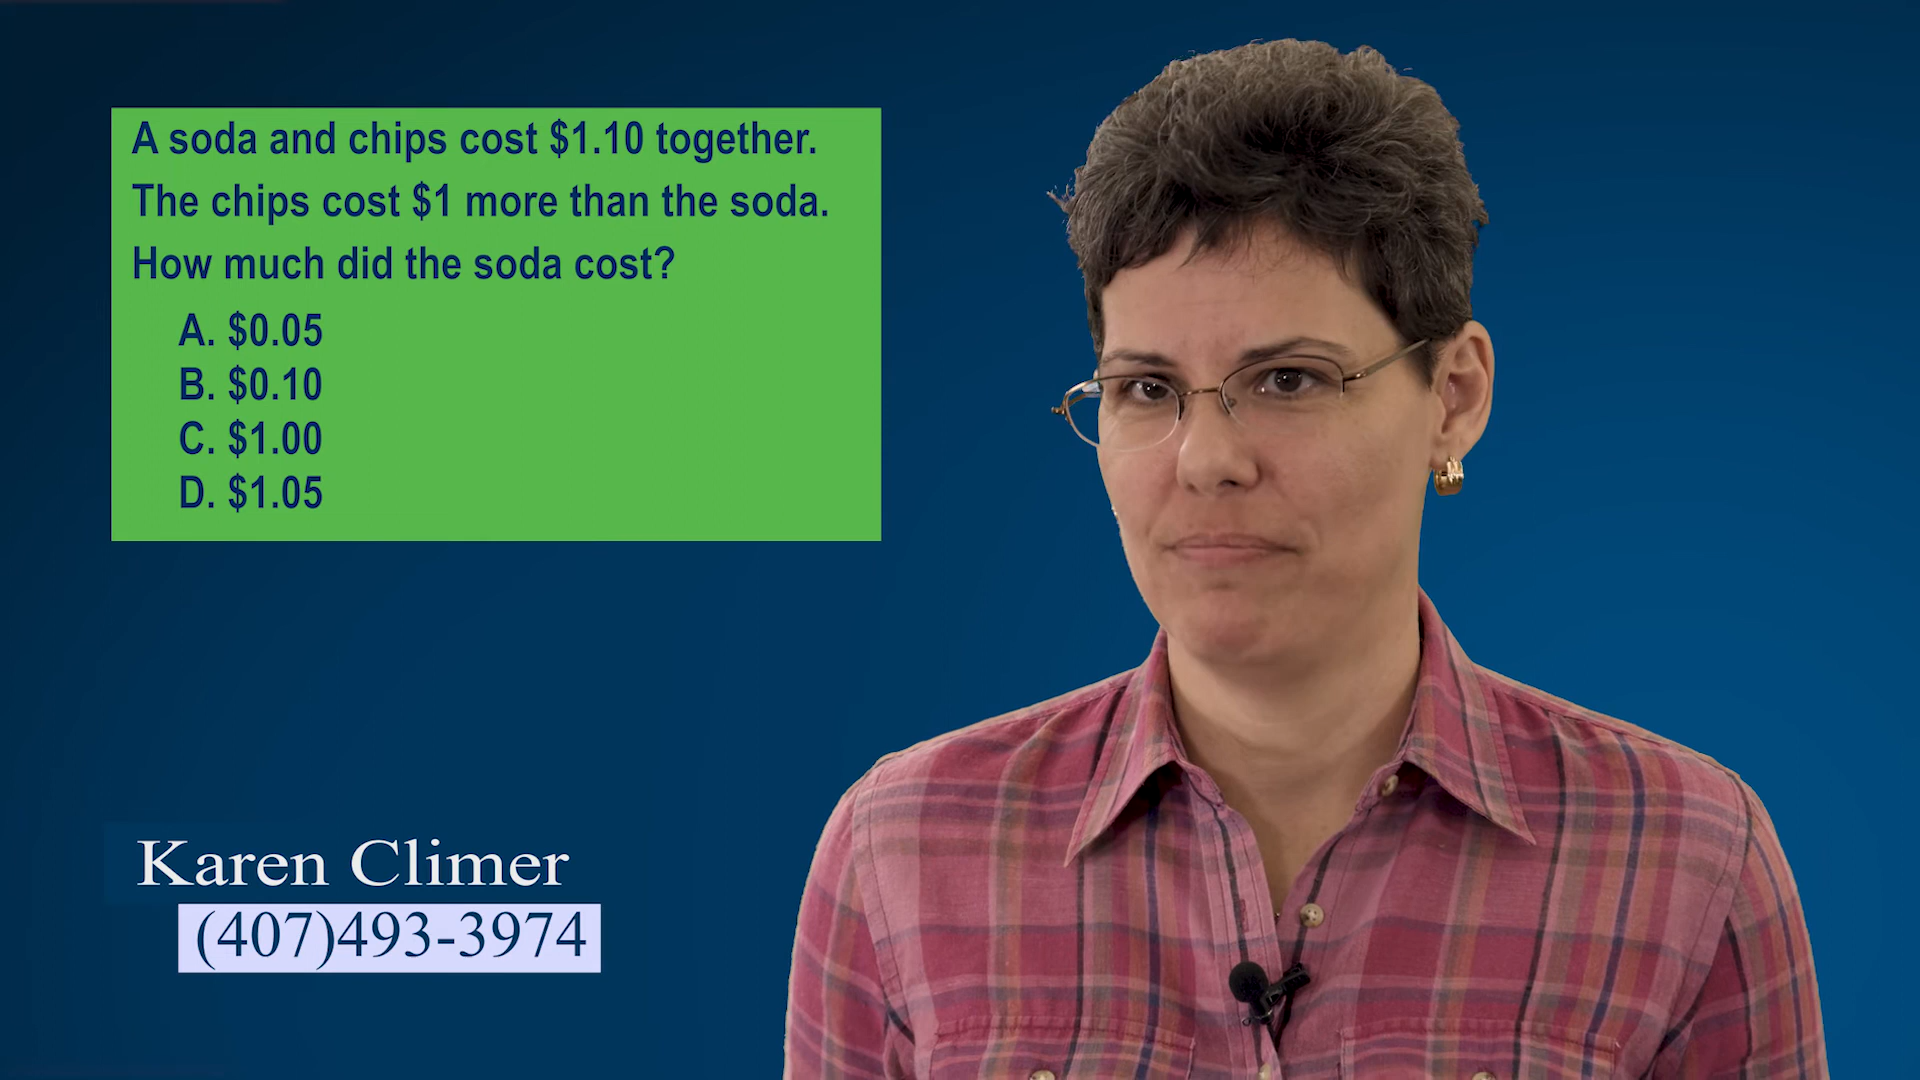 A soda and chips cost $1.10 together.
The chips cost $1 more than the soda.
How much did the soda cost?
A. $0.05
B. $0.10
C. $1.00
D. $1.05
Karen Climer
(407)493-3974